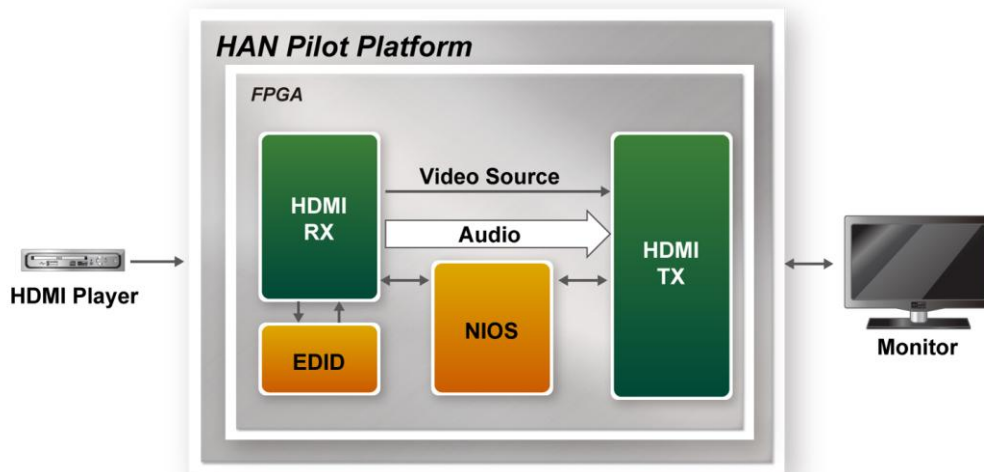 HAN Pilot Platform
FPGA
HDMI
RX
Video Source
Audio
HDMI
TX
NIOS
EDID
HDMI Player
Monitor